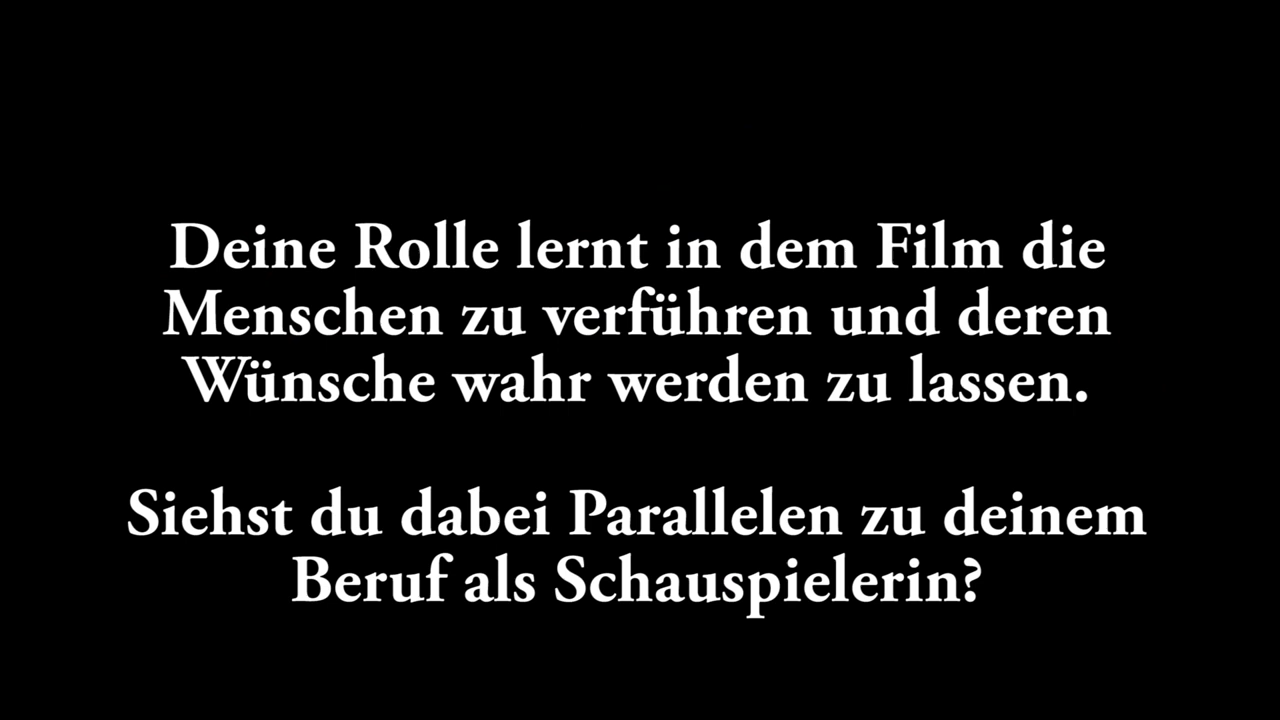 Deine Rolle lernt in dem Film die
Menschen zu verführen und deren
Wünsche wahr werden zu lassen.
Siehst du dabei Parallelen zu deinem
Beruf als Schauspielerin?